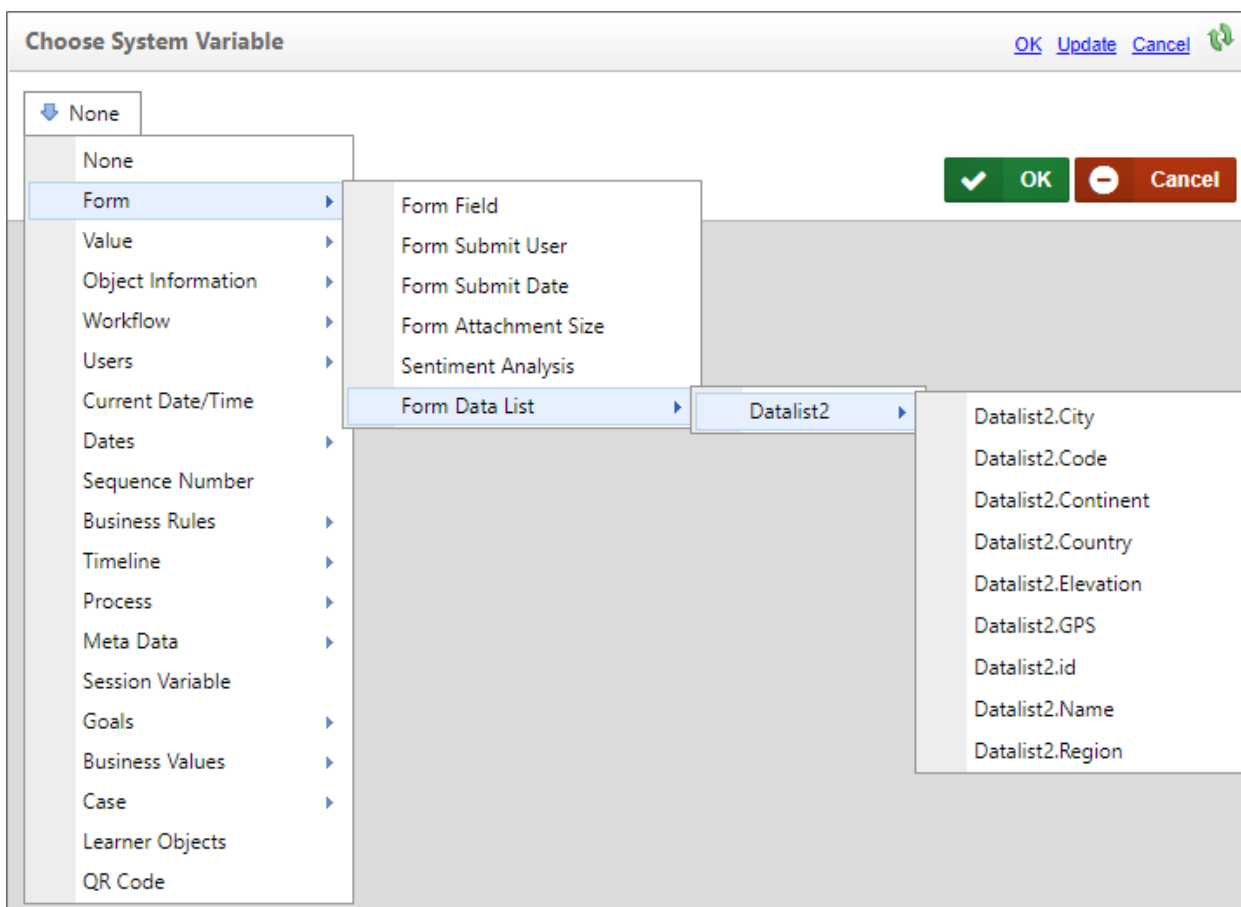 Choose System Variable
OK Update Cancel
None
OK Cancel
None
Form
Value
Object Information
Workflow
Users
Current Date/Time
Dates
Sequence Number
Business Rules
Timeline
Process
Meta Data
Session Variable
Goals
Business Values
Case
Learner Objects
QR Code
Form Field
Form Submit User
Form Submit Date
Form Attachment Size
Sentiment Analysis
Form Data List
Datalist2
Datalist2.City
Datalist2.Code
Datalist2.Continent
Datalist2.Country
Datalist2.Elevation
Datalist2.GPS
Datalist2.id
Datalist2.Name
Datalist2.Region